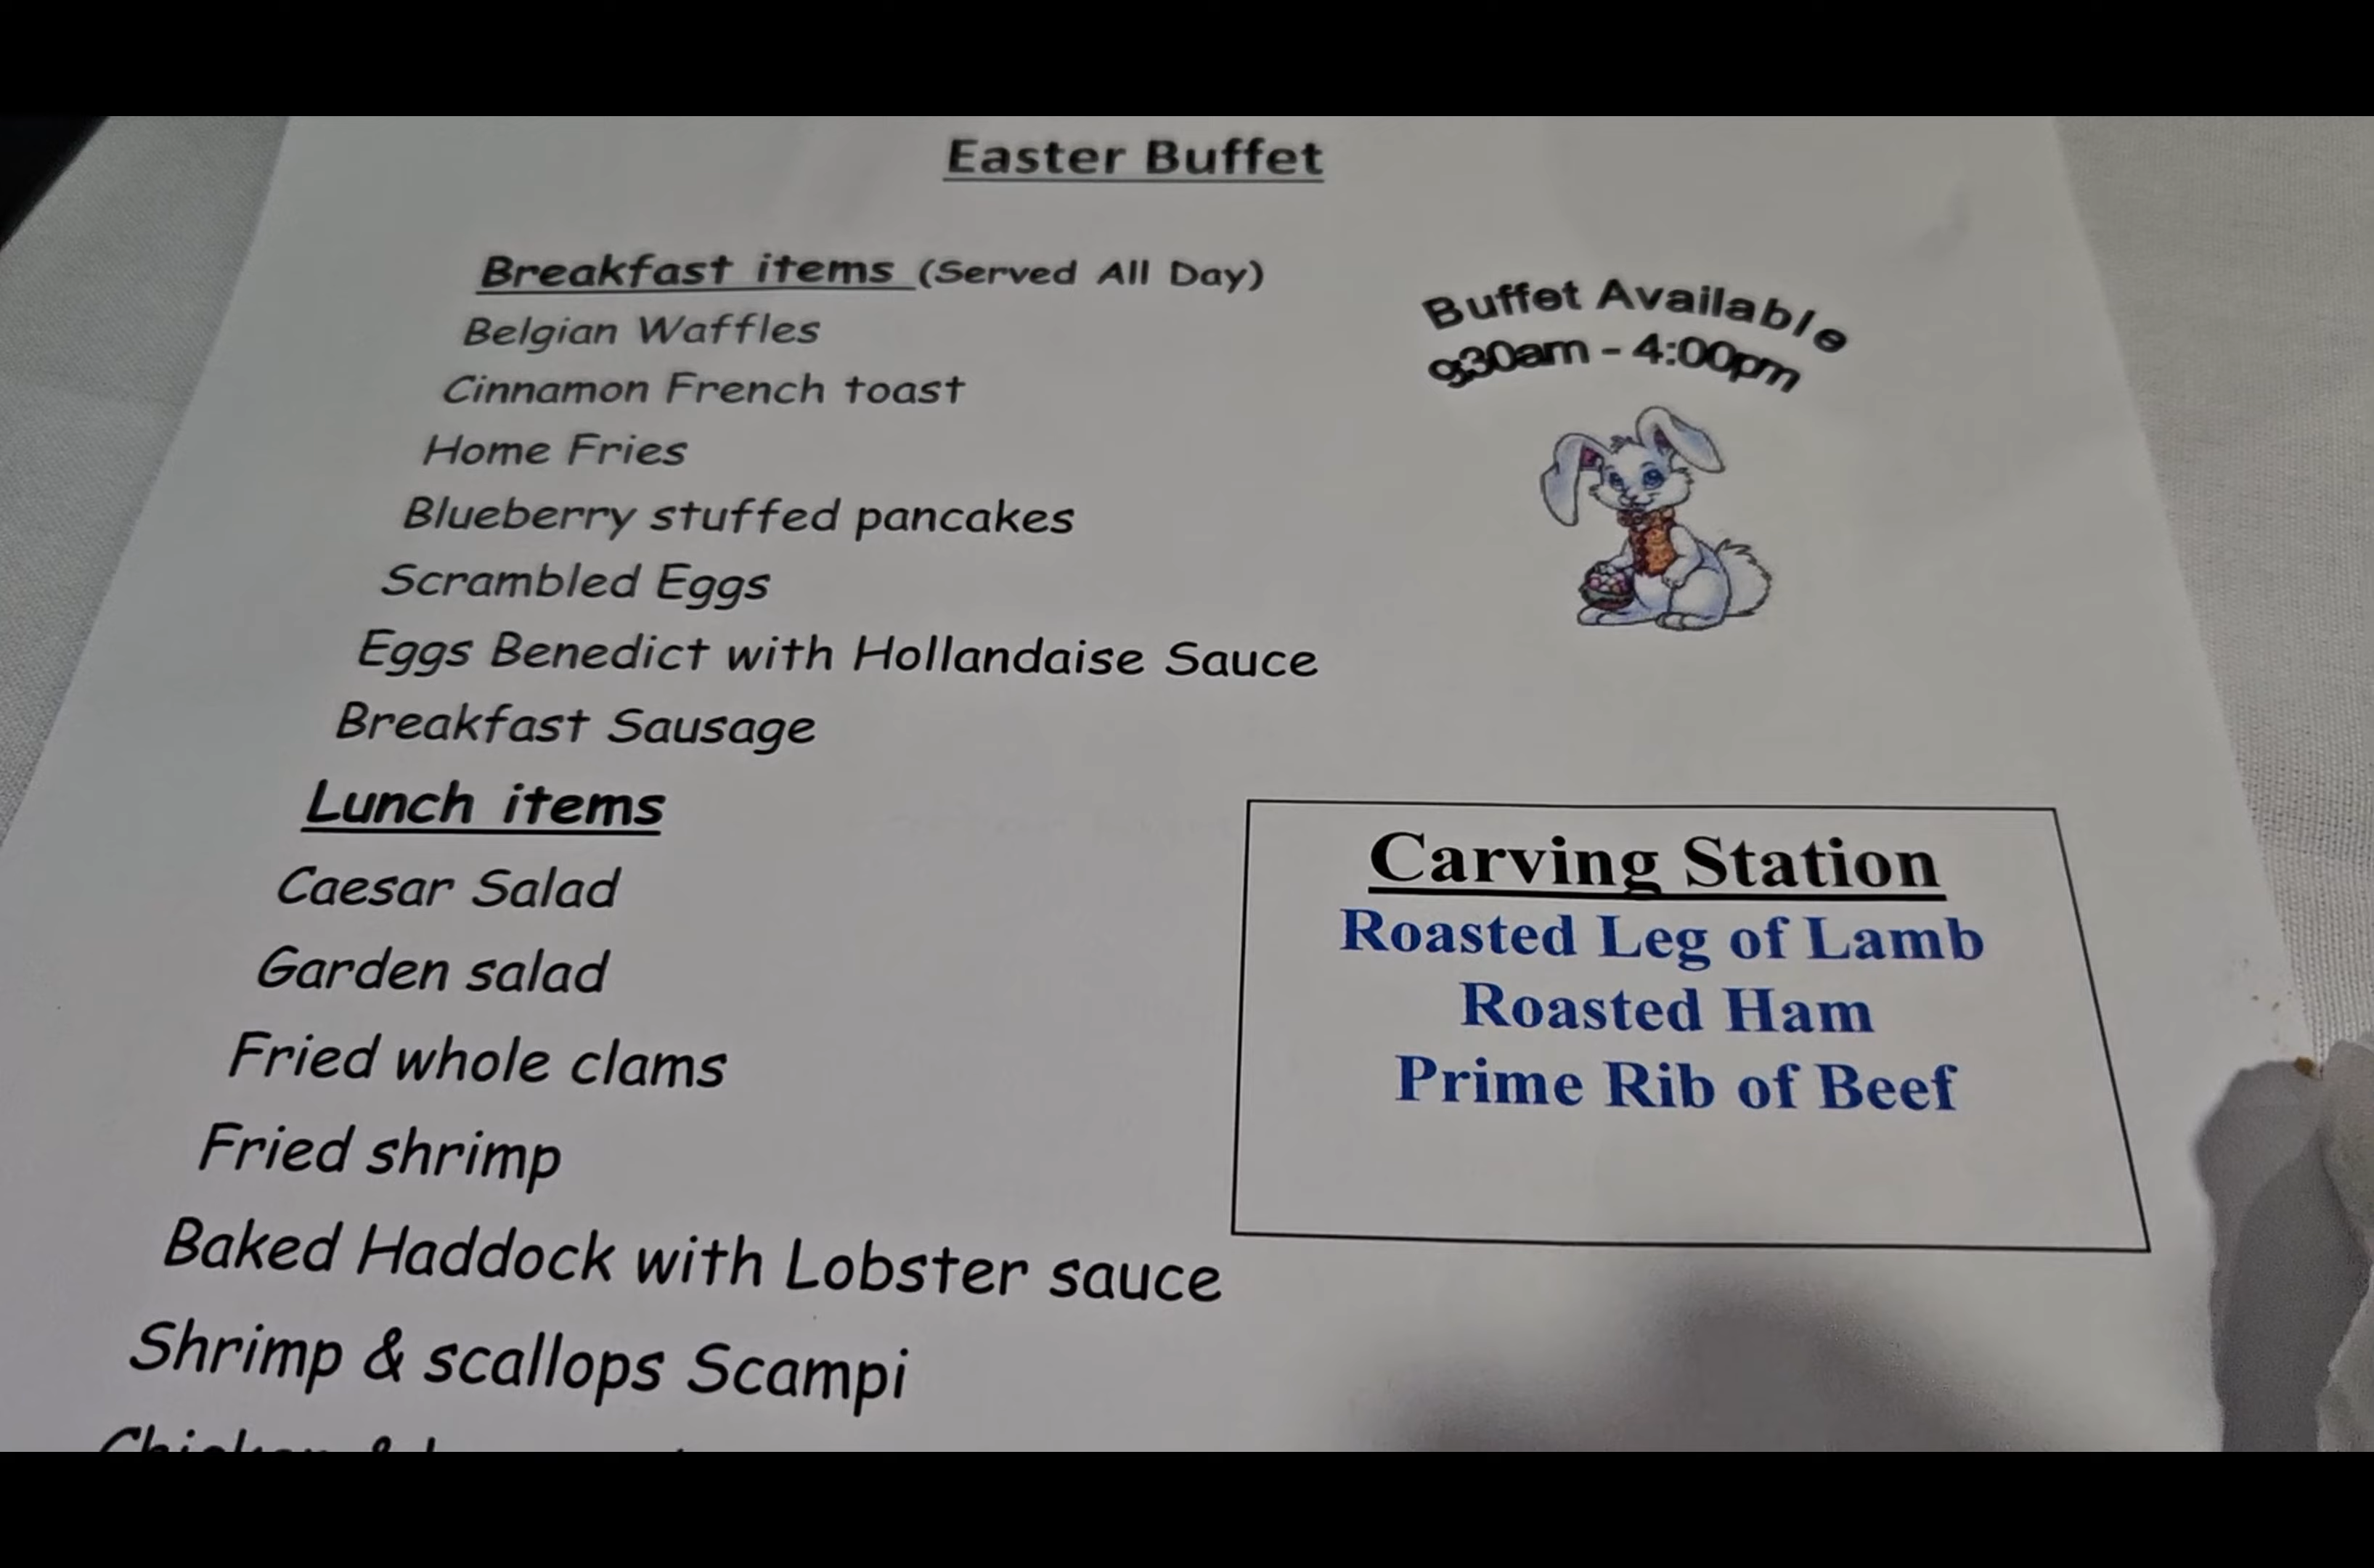 Easter Buffet
Breakfast items (Served All Day)
Belgian Waffles
Cinnamon French toast
Home Fries
Blueberry stuffed pancakes
Scrambled Eggs
Eggs Benedict with Hollandaise Sauce
Breakfast Sausage
Buffet Available
9:30am - 4:00pm
Lunch items
Caesar Salad
Garden salad
Fried whole clams
Fried shrimp
Baked Haddock with Lobster sauce
Shrimp & scallops Scampi
Chicken &
Carving Station
Roasted Leg of Lamb
Roasted Ham
Prime Rib of Beef